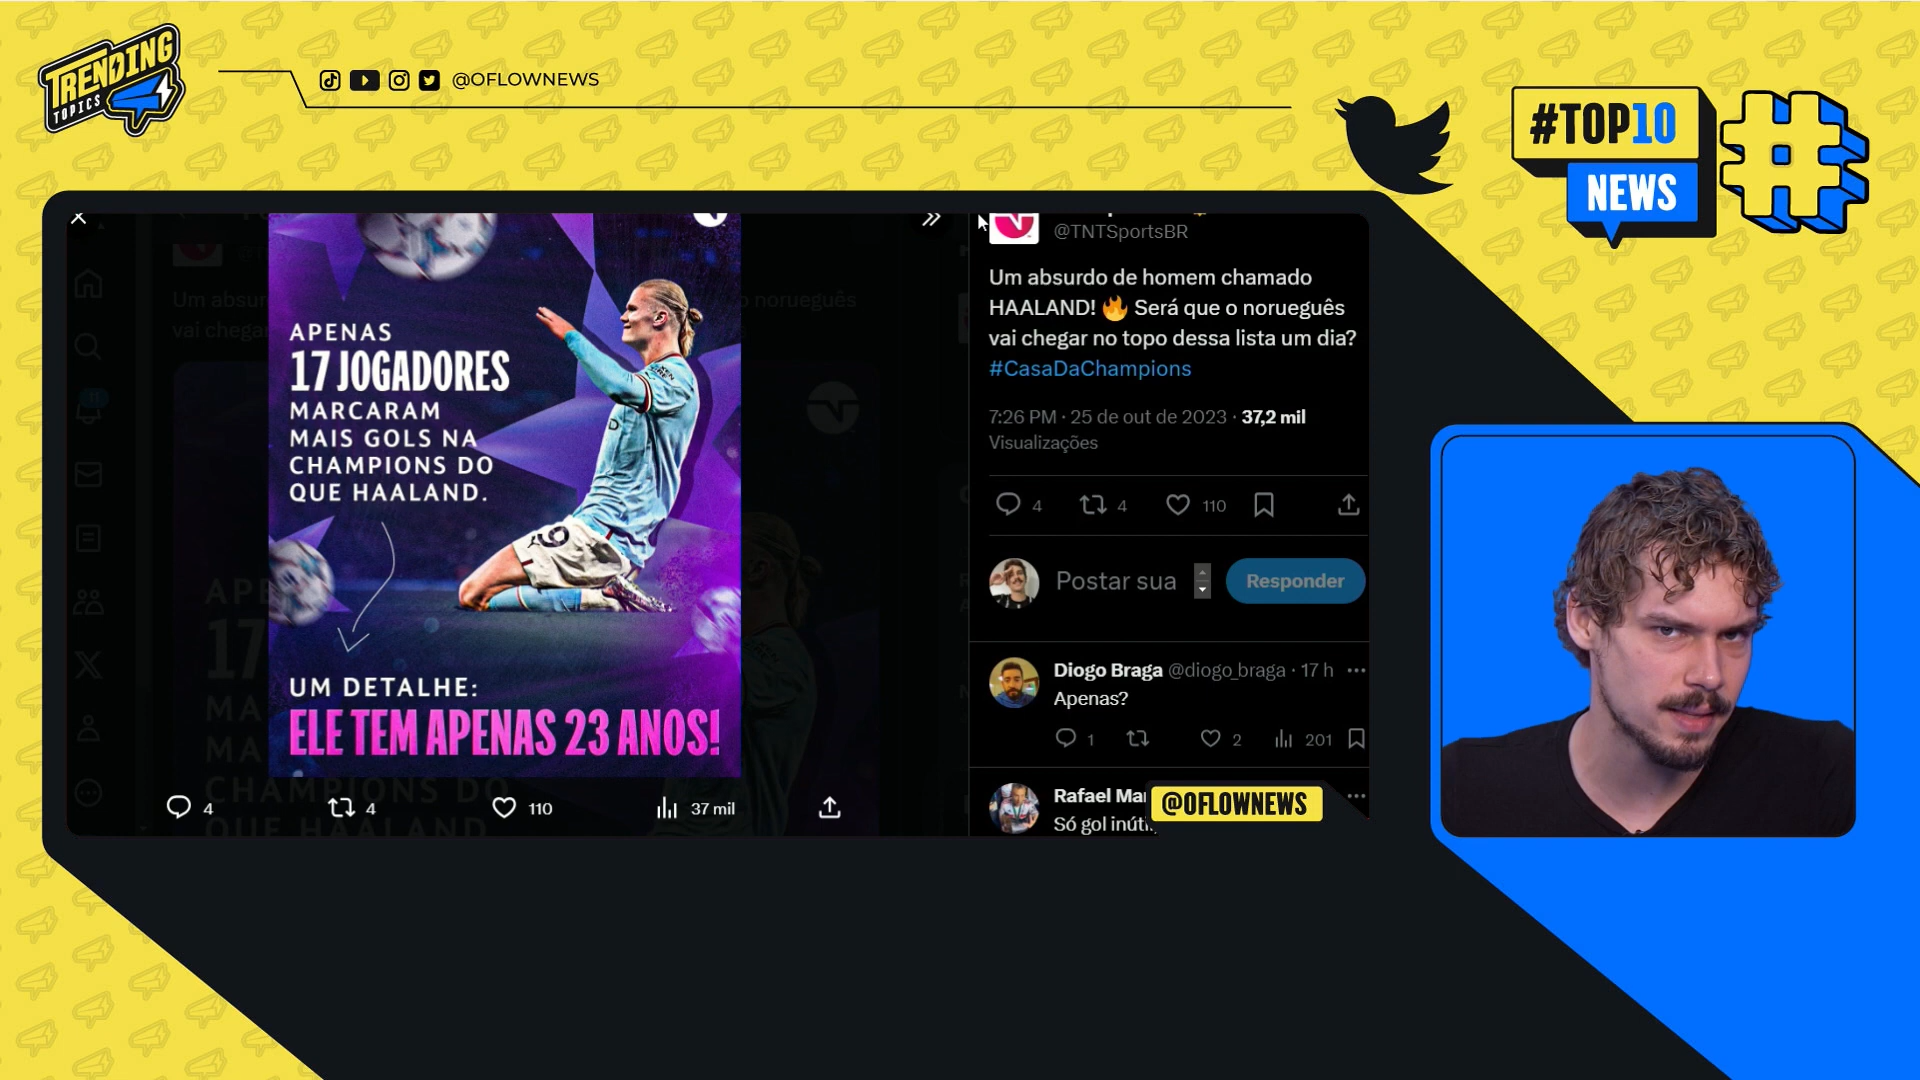 TRENDING
TOPICS
@OFLOWNEWS
#TOP10
NEWS
APENAS
17 JOGADORES
MARCARAM
MAIS GOLS NA
CHAMPIONS DO
QUE HAALAND.
9
UM DETALHE:
ELE TEM APENAS 23 ANOS!
4
4
110
37 mil
@TNTSportsBR
Um absurdo de homem chamado
HAALAND! 🔥 Será que o norueguês
vai chegar no topo dessa lista um dia?
#CasaDaChampions
7:26 PM · 25 de out de 2023 · 37,2 mil
Visualizações
4
4
110
Postar sua
Responder
Diogo Braga @diogo_braga · 17 h
Apenas?
1
2
201
Rafael Ma
Só gol inúti
@OFLOWNEWS